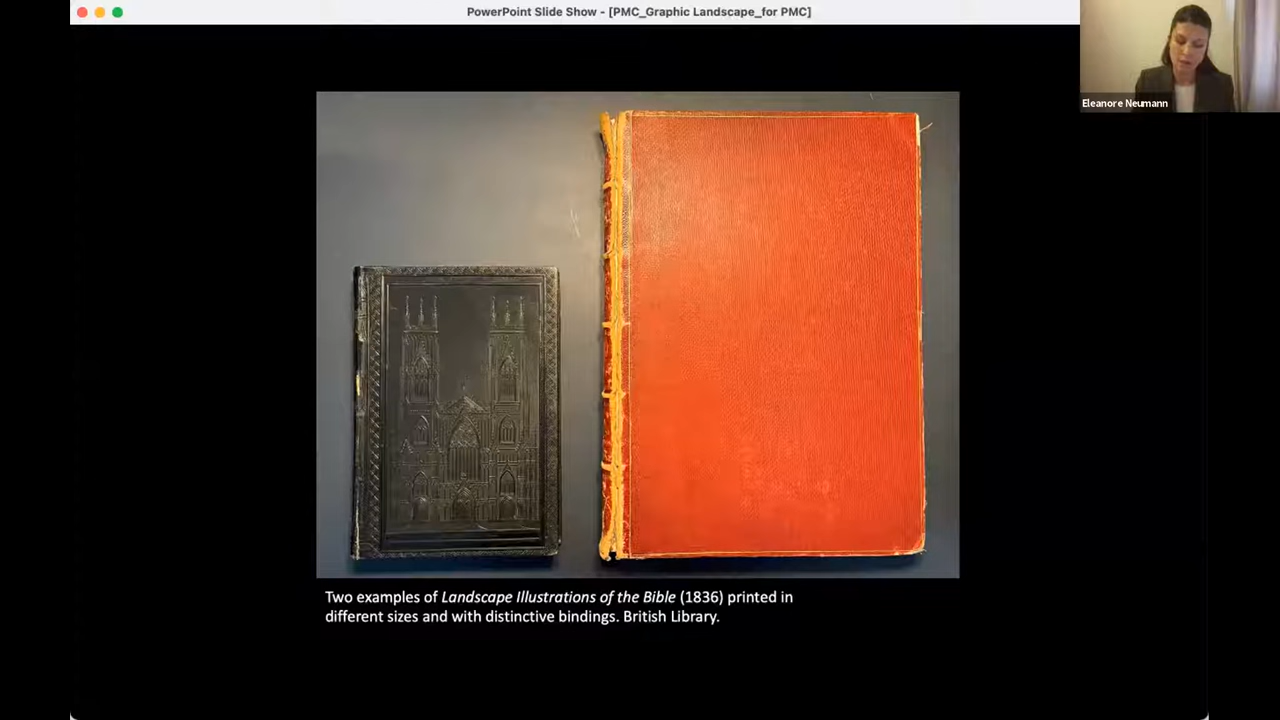 PowerPoint Slide Show - [PMC_Graphic Landscape_for PMC]
Eleanore Neumann
Two examples of Landscape Illustrations of the Bible (1836) printed in
different sizes and with distinctive bindings. British Library.